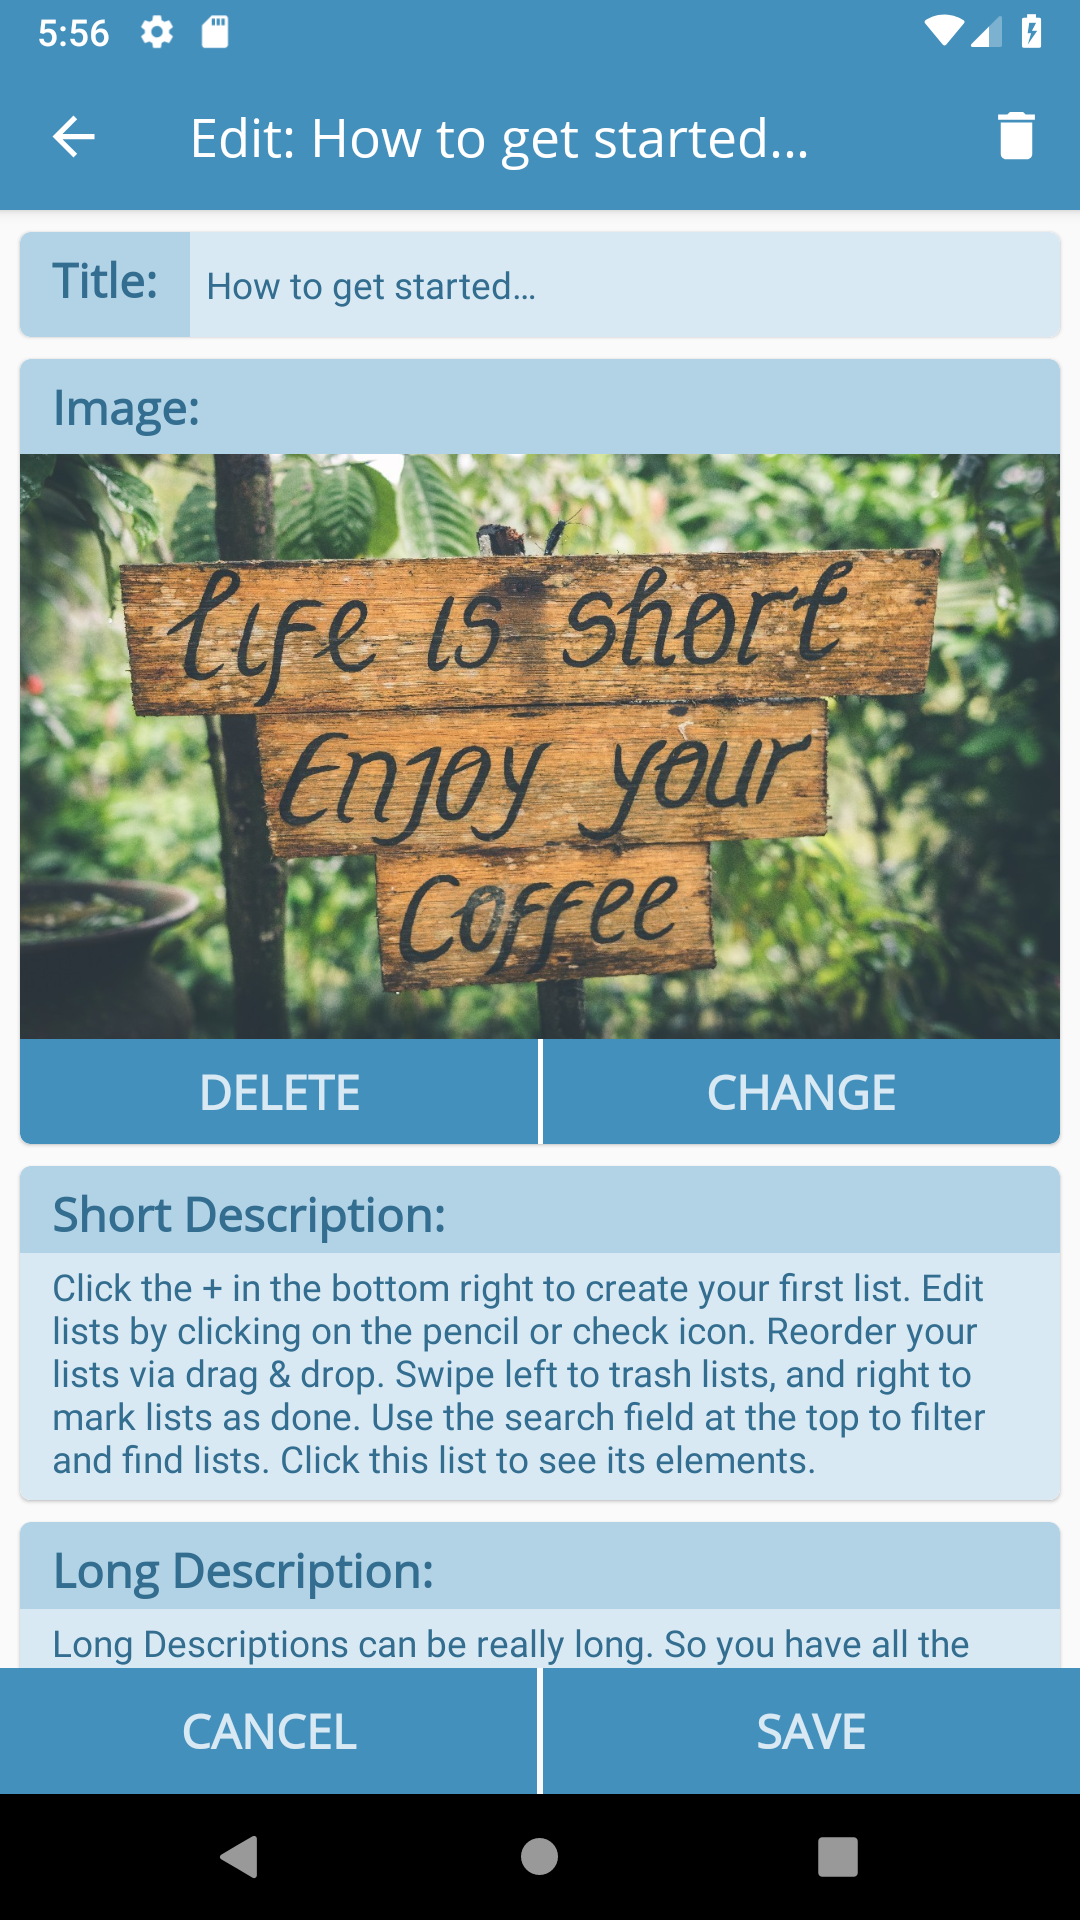 5:56
Edit: How to get started...
Title:
How to get started...
Image:
life is short
Enjoy your
Coffee
DELETE
CHANGE
Short Description:
Click the + in the bottom right to create your first list. Edit
lists by clicking on the pencil or check icon. Reorder your
lists via drag & drop. Swipe left to trash lists, and right to
mark lists as done. Use the search field at the top to filter
and find lists. Click this list to see its elements.
Long Description:
Long Descriptions can be really long. So you have all the
CANCEL
SAVE